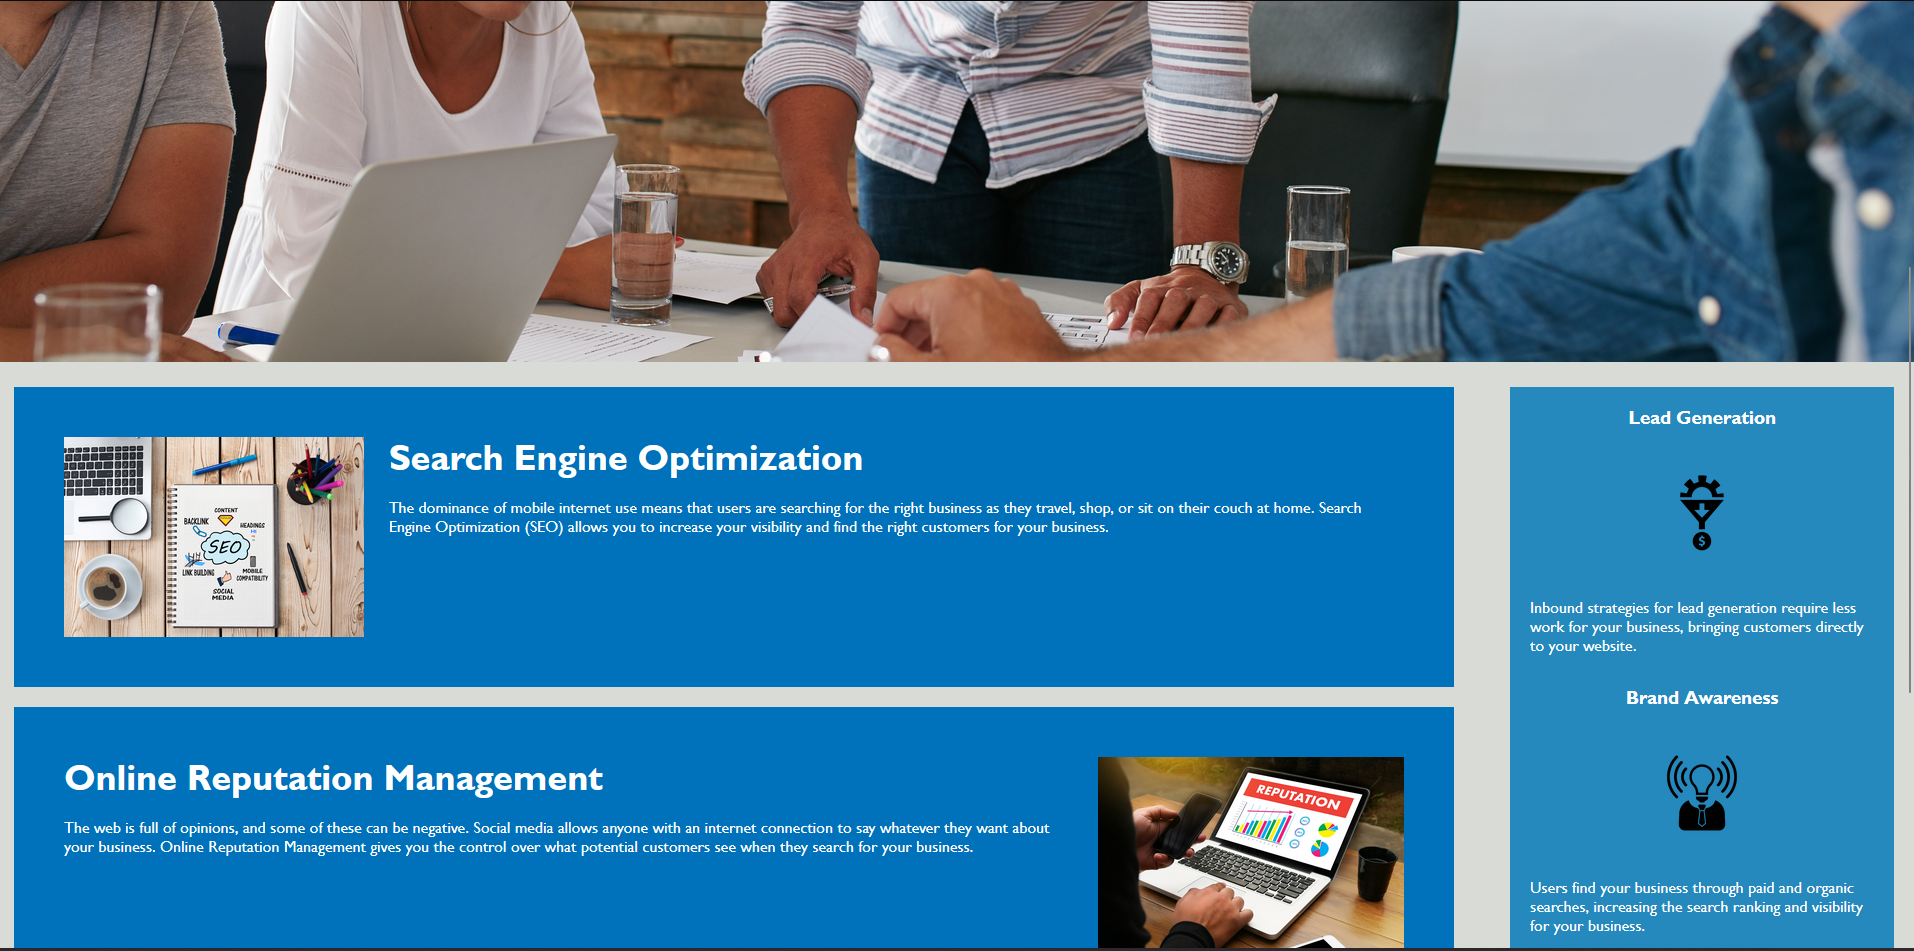 Search Engine Optimization
The dominance of mobile internet use means that users are searching for the right business as they travel, shop, or sit on their couch at home. Search
Engine Optimization (SEO) allows you to increase your visibility and find the right customers for your business.
CONTENT
BACKLINK
HEADINGS
SEO
LINK BUILDING
MOBILE
COMPATIBILITY
SOCIAL
MEDIA
Online Reputation Management
The web is full of opinions, and some of these can be negative. Social media allows anyone with an internet connection to say whatever they want about
your business. Online Reputation Management gives you the control over what potential customers see when they search for your business.
REPUTATION
Lead Generation
$
Inbound strategies for lead generation require less
work for your business, bringing customers directly
to your website.
Brand Awareness
Users find your business through paid and organic
searches, increasing the search ranking and visibility
for your business.